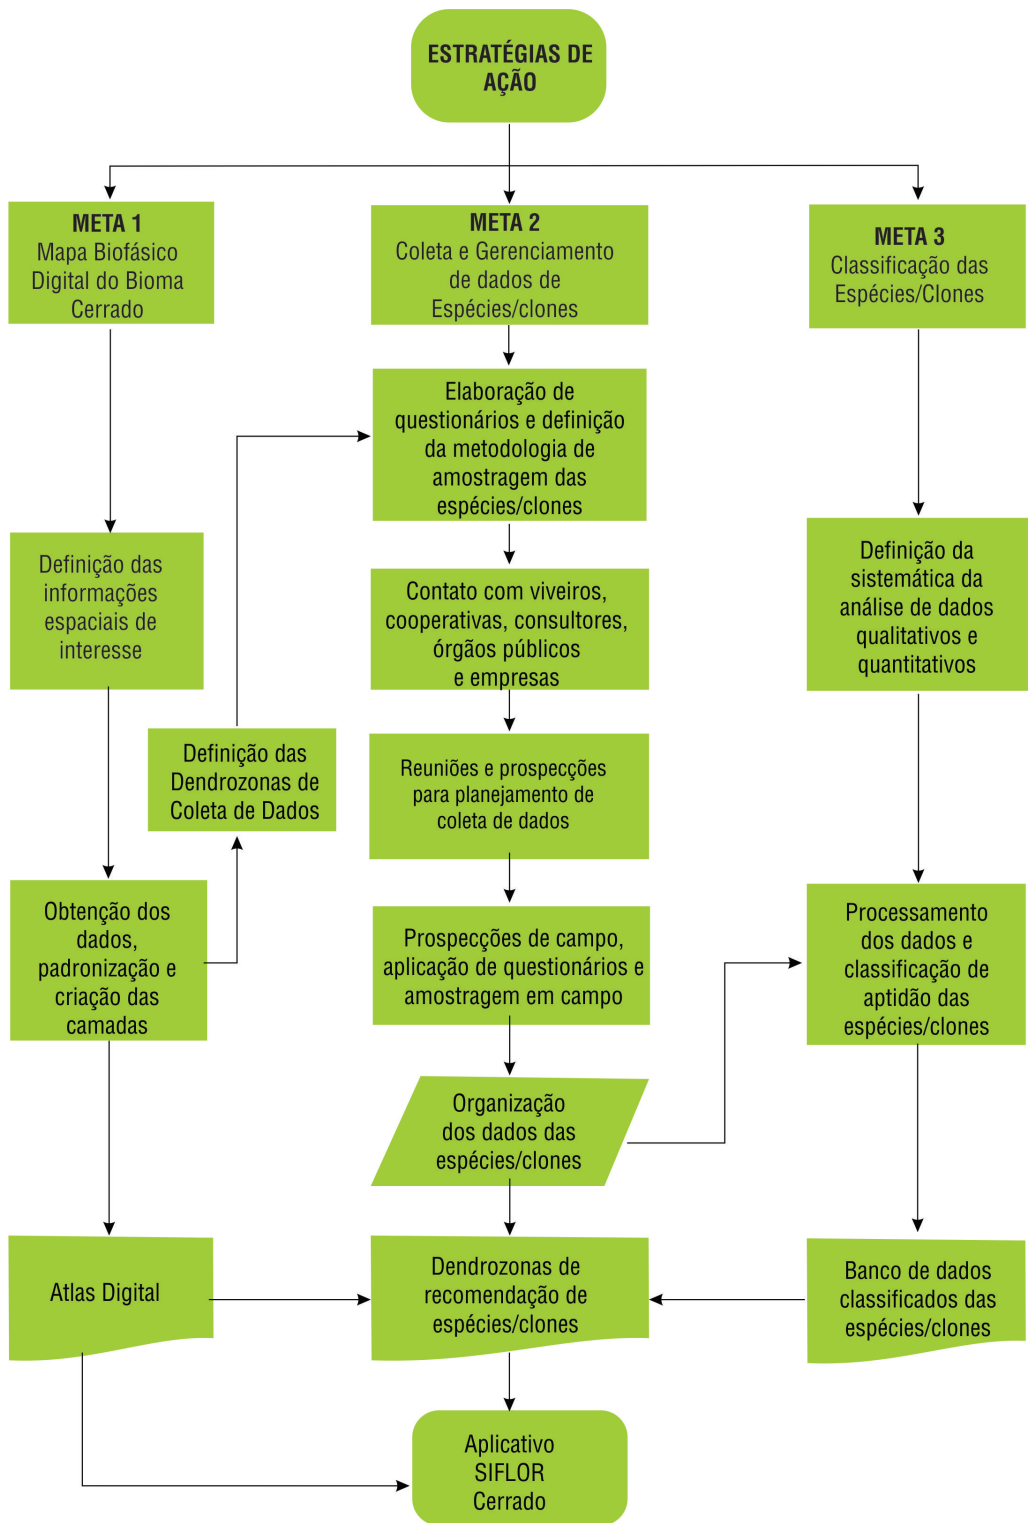 ESTRATÉGIAS DE
AÇÃO
META 1
Mapa Biofásico
Digital do Bioma
Cerrado
META 2
Coleta e Gerenciamento
de dados de
Espécies/clones
META 3
Classificação das
Espécies/Clones
Elaboração de
questionários e definição
da metodologia de
amostragem das
espécies/clones
Definição das
informações
espaciais de
interesse
Definição da
sistemática da
análise de dados
qualitativos e
quantitativos
Contato com viveiros,
cooperativas, consultores,
órgãos públicos
e empresas
Definição das
Dendrozonas de
Coleta de Dados
Reuniões e prospecções
para planejamento de
coleta de dados
Obtenção dos
dados,
padronização e
criação das
camadas
Prospecções de campo,
aplicação de questionários e
amostragem em campo
Processamento
dos dados e
classificação de
aptidão das
espécies/clones
Organização
dos dados das
espécies/clones
Atlas Digital
Dendrozonas de
recomendação de
espécies/clones
Banco de dados
classificados das
espécies/clones
Aplicativo
SIFLOR
Cerrado